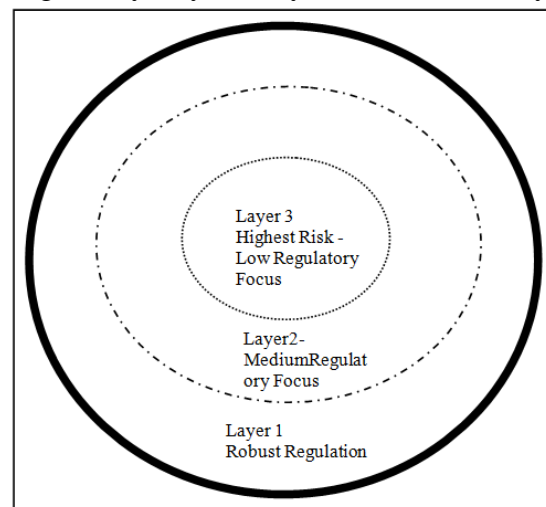 Layer 3
Highest Risk -
Low Regulatory
Focus
Layer2-
MediumRegulat
ory Focus
Layer 1
Robust Regulation